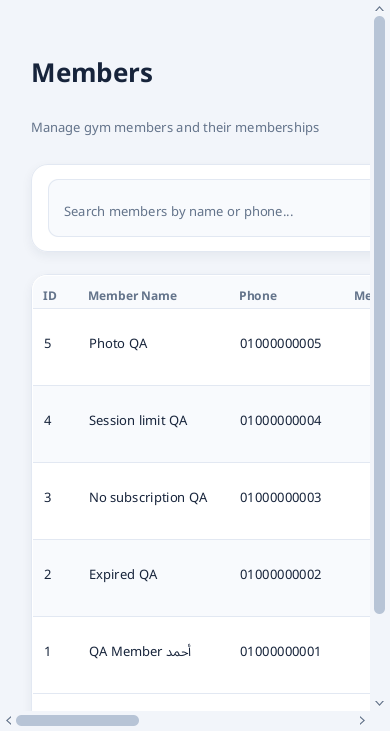 Members
Manage gym members and their memberships
Search members by name or phone...
ID Member Name Phone
5 Photo QA 01000000005
4 Session limit QA 01000000004
3 No subscription QA 01000000003
2 Expired QA 01000000002
1 QA Member أحمد 01000000001